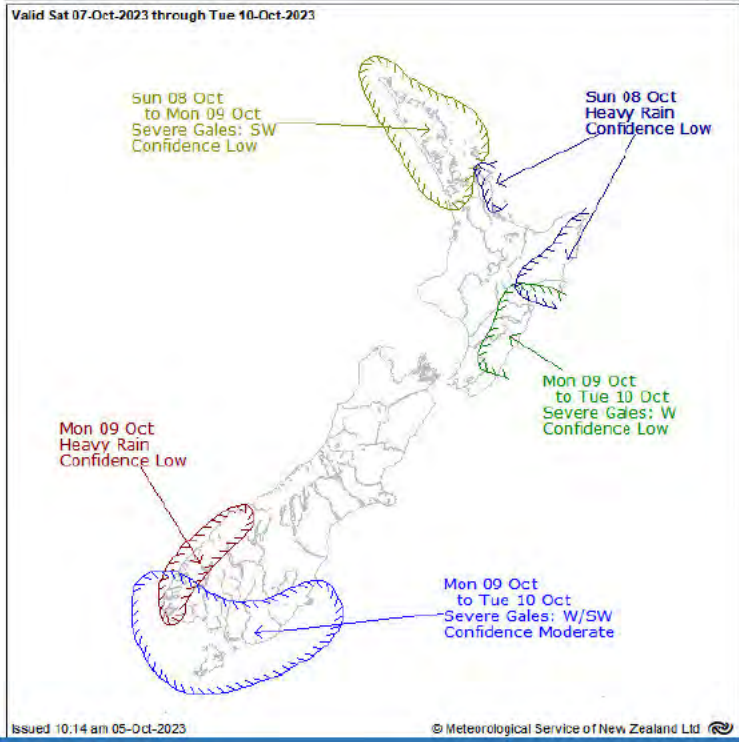 Valid Sat 07-Oct-2023 through Tue 10-Oct-2023
Sun 08 Oct
to Mon 09 Oct
Severe Gales: SW
Confidence Low
Sun 08 Oct
Heavy Rain
Confidence Low
Mon 09 Oct
to Tue 10 Oct
Severe Gales: W
Confidence Low
Mon 09 Oct
Heavy Rain
Confidence Low
Mon 09 Oct
to Tue 10 Oct
Severe Gales: W/SW
Confidence Moderate
Issued 10:14 am 05-Oct-2023
© Meteorological Service of New Zealand Ltd